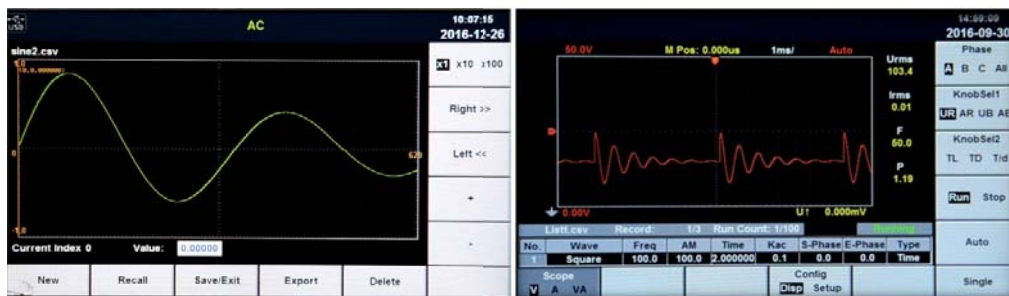 USB
AC
10:07:15
2016-12-26
sine2.csv
1.0
(0,0.000000)
x1 x10 x100
Right >>
0
628
Left <<
+
-1.0
Current Index 0 Value: 0.00000
-
New Recall Save/Exit Export Delete
14:59:09
2016-09-30
50.0V M Pos: 0.000us 1ms/ Auto
Phase
A B C All
Urms
103.4
KnobSel1
UR AR UB AB
Irms
0.01
KnobSel2
TL TD T/d
F
50.0
P
1.19
Run Stop
0.00V U↑ 0.000mV
List1.csv Record: 1/3 Run Count: 1/100 Running
Auto
No. Wave Freq AM Time Kac S-Phase E-Phase Type
1 Square 100.0 100.0 2.000000 0.1 0.0 0.0 Time
Scope
V A VA
Config
Disp Setup
Single